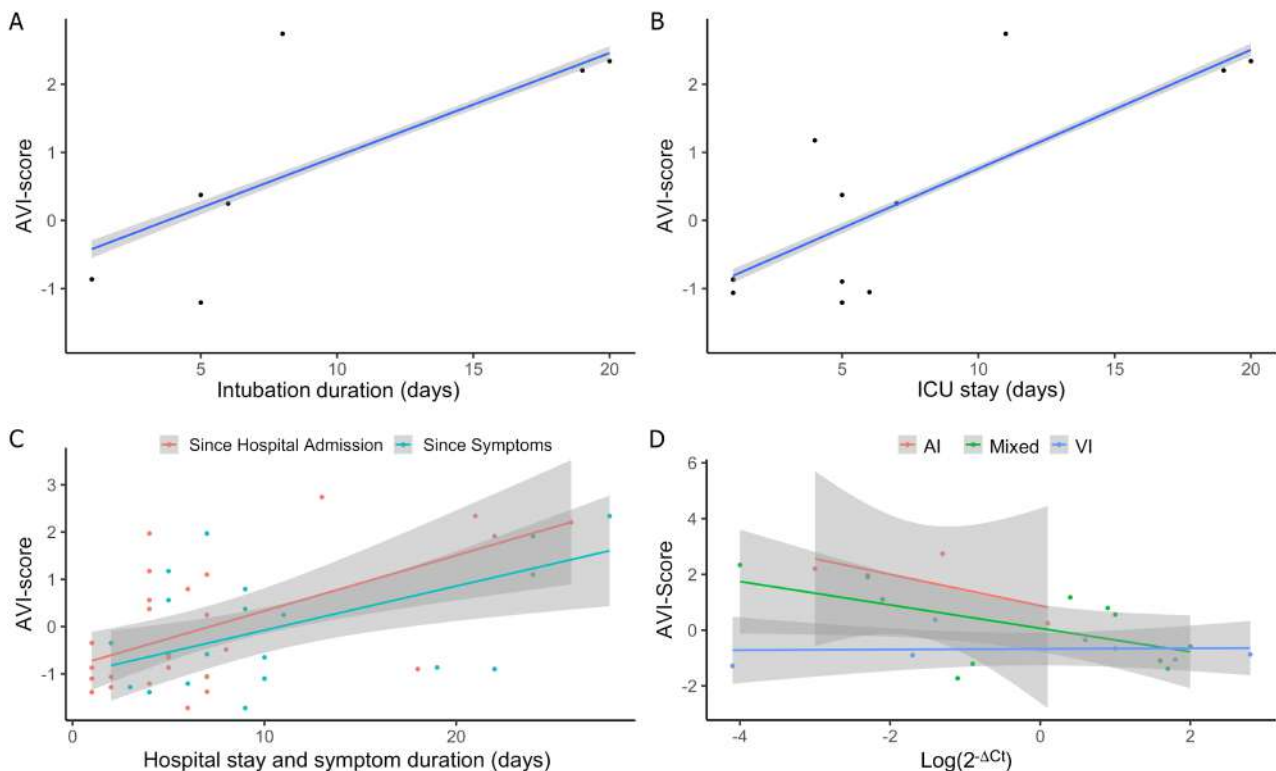 A
AVI-score
2
1
0
-1
5
10
15
20
Intubation duration (days)
B
AVI-score
2
1
0
-1
5
10
15
20
ICU stay (days)
C
Since Hospital Admission
Since Symptoms
AVI-score
3
2
1
0
-1
0
10
20
Hospital stay and symptom duration (days)
D
AI
Mixed
VI
AVI-Score
6
4
2
0
-2
-4
-2
0
2
Log(2^-ΔCt)